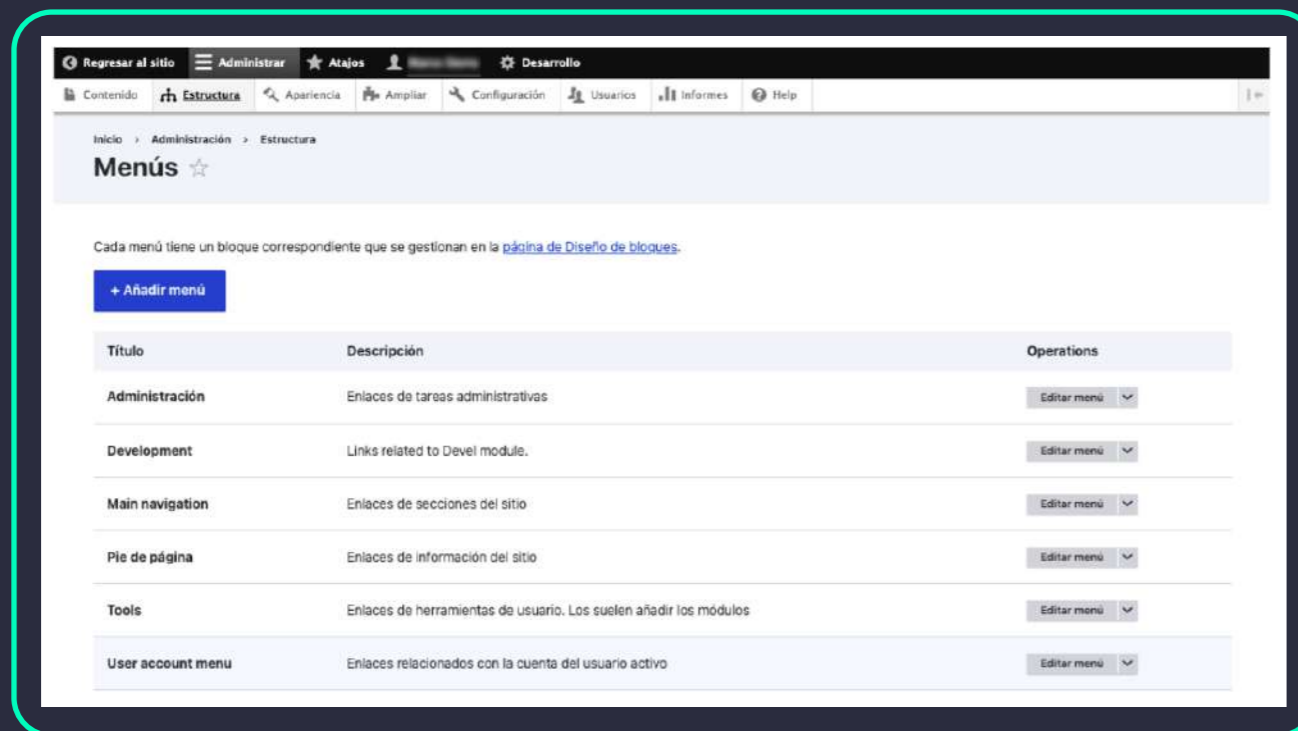 Regresar al sitio Administrar Atajos Desarrollo
Contenido Estructura Apariencia Ampliar Configuración Usuarios Informes Help
Inicio › Administración › Estructura
Menús
Cada menú tiene un bloque correspondiente que se gestionan en la página de Diseño de bloques.
+ Añadir menú
Título Descripción Operations
Administración Enlaces de tareas administrativas Editar menú
Development Links related to Devel module. Editar menú
Main navigation Enlaces de secciones del sitio Editar menú
Pie de página Enlaces de información del sitio Editar menú
Tools Enlaces de herramientas de usuario. Los suelen añadir los módulos Editar menú
User account menu Enlaces relacionados con la cuenta del usuario activo Editar menú